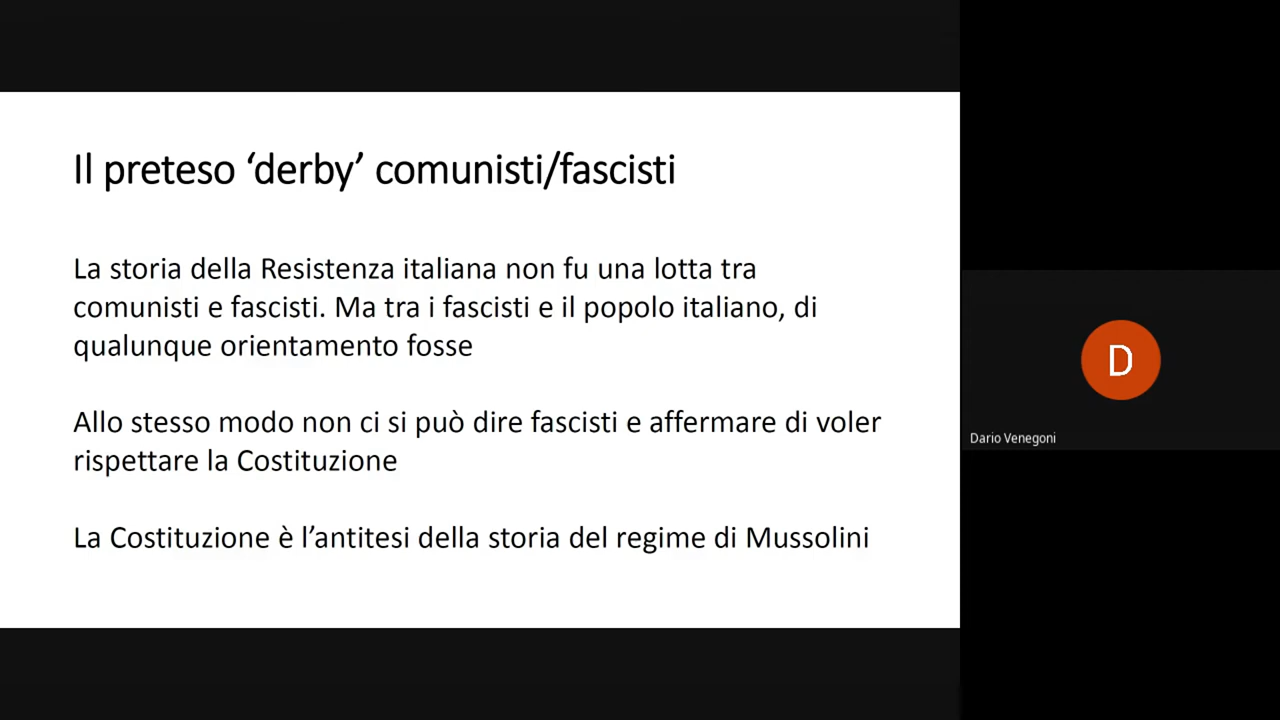 Il preteso ‘derby’ comunisti/fascisti
La storia della Resistenza italiana non fu una lotta tra
comunisti e fascisti. Ma tra i fascisti e il popolo italiano, di
qualunque orientamento fosse
Allo stesso modo non ci si può dire fascisti e affermare di voler
rispettare la Costituzione
La Costituzione è l’antitesi della storia del regime di Mussolini
D
Dario Venegoni